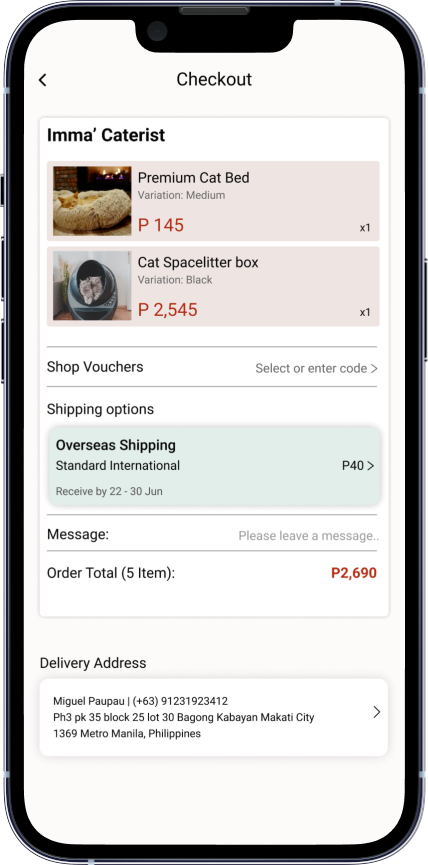 Checkout
Imma’ Caterist
Premium Cat Bed
Variation: Medium
P 145
x1
Cat Spacelitter box
Variation: Black
P 2,545
x1
Shop Vouchers
Select or enter code
Shipping options
Overseas Shipping
Standard International
P40
Receive by 22 - 30 Jun
Message:
Please leave a message..
Order Total (5 Item):
P2,690
Delivery Address
Miguel Paupau | (+63) 91231923412
Ph3 pk 35 block 25 lot 30 Bagong Kabayan Makati City
1369 Metro Manila, Philippines